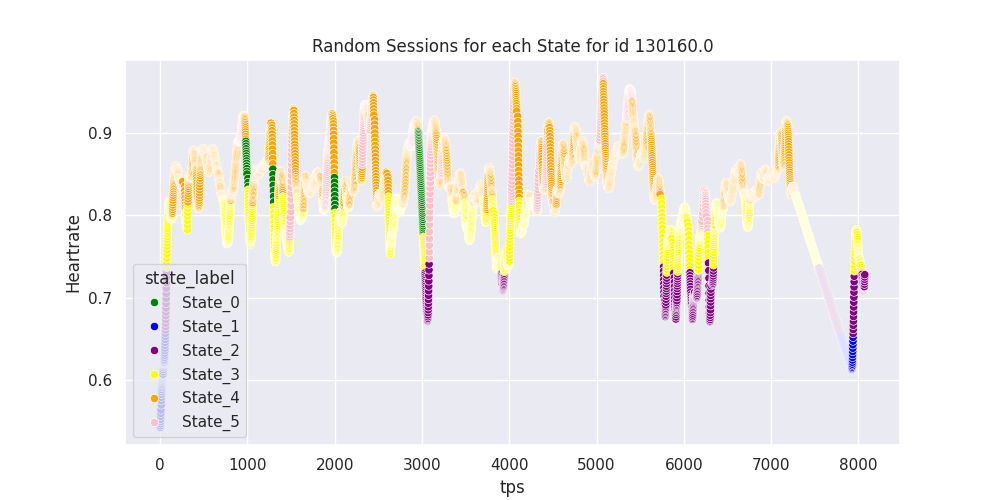 Random Sessions for each State for id 130160.0
Heartrate
0.9
0.8
0.7
0.6
state_label
State_0
State_1
State_2
State_3
State_4
State_5
0 1000 2000 3000 4000 5000 6000 7000 8000
tps